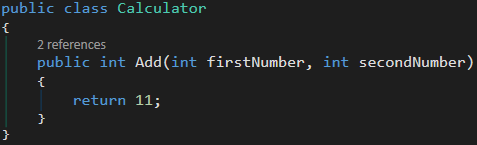 public class Calculator
{
2 references
public int Add(int firstNumber, int secondNumber)
{
return 11;
}
}